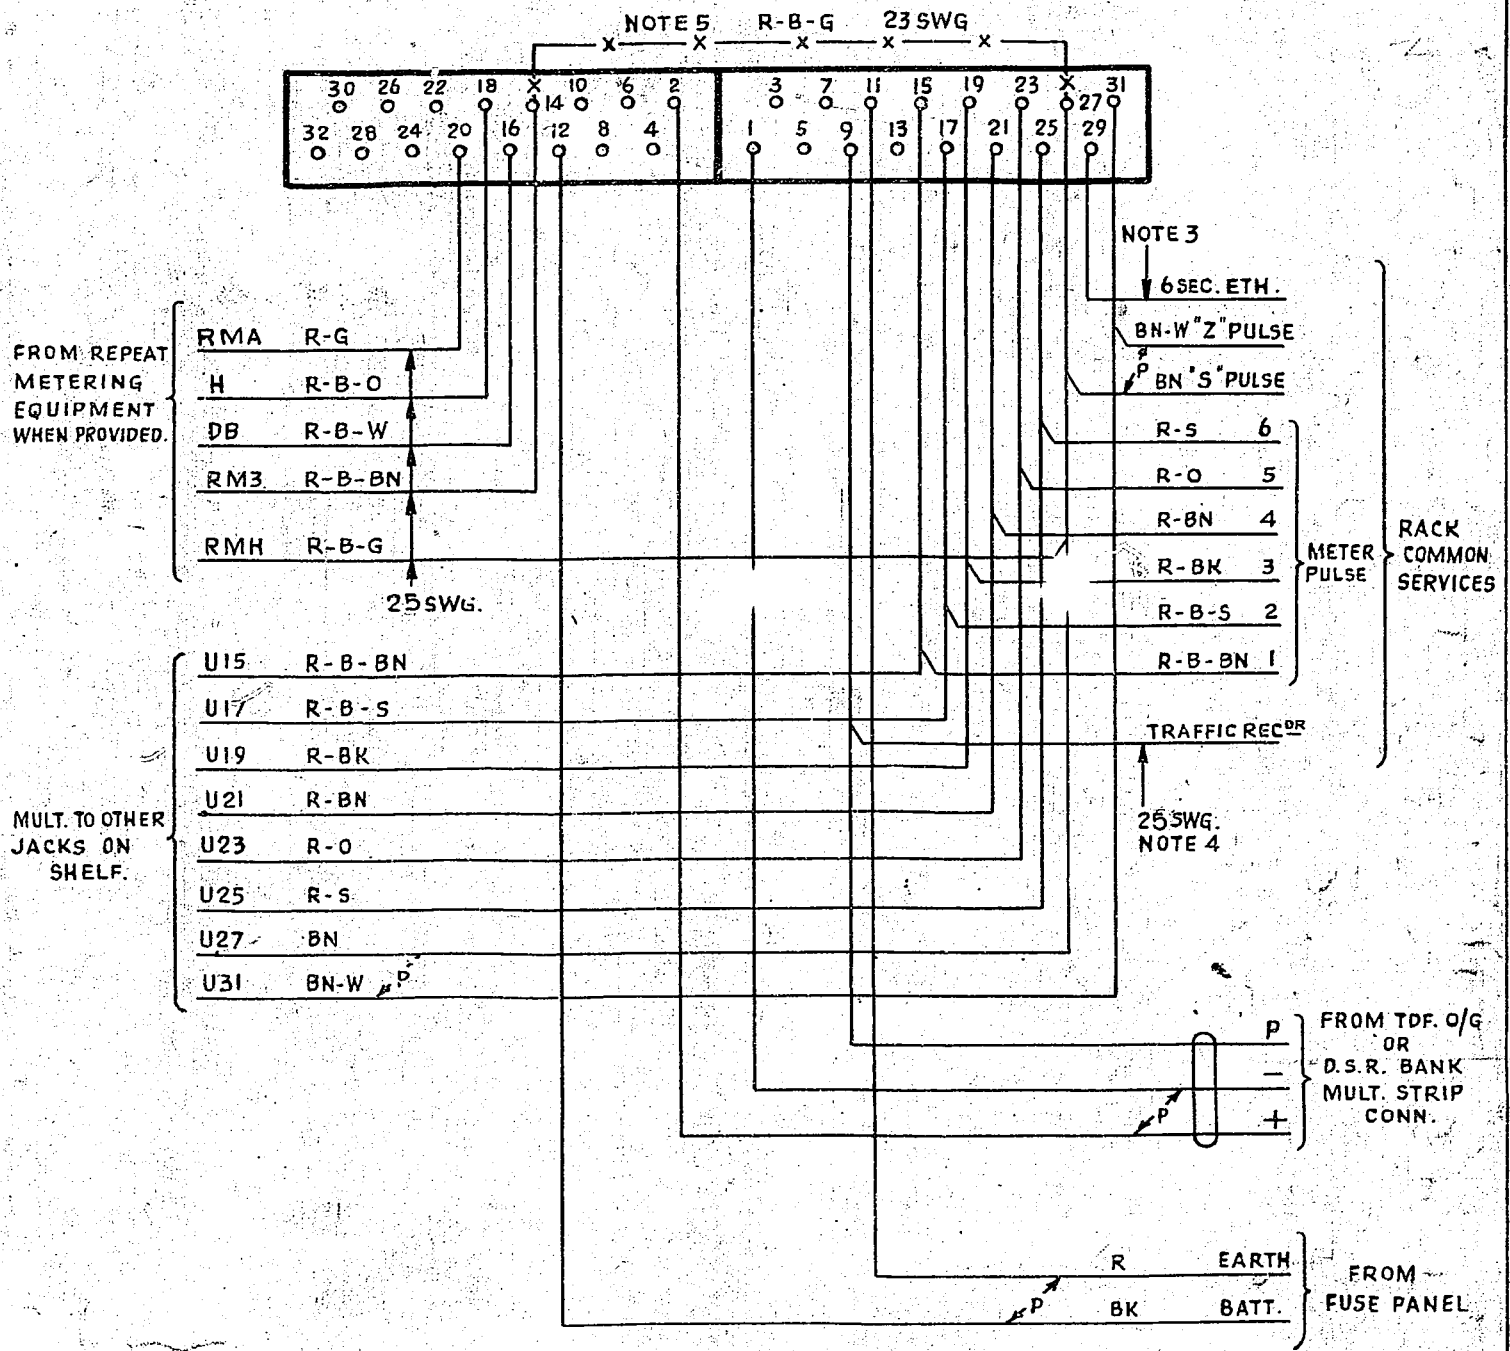 NOTE 5 R-B-G 23 SWG
x x x x x
30 26 22 18 x 10 6 2 3 7 11 15 19 23 x 31
14 27
32 28 24 20 16 12 8 4 1 5 9 13 17 21 25 29
NOTE 3
6 SEC. ETH.
BN-W "Z" PULSE
P BN "S" PULSE
R-S 6
R-O 5
R-BN 4
R-BK 3
R-B-S 2
R-B-BN 1
METER
PULSE
TRAFFIC RECDR
25 SWG.
NOTE 4
RACK
COMMON
SERVICES
FROM REPEAT
METERING
EQUIPMENT
WHEN PROVIDED.
RMA R-G
H R-B-O
DB R-B-W
RM3 R-B-BN
RMH R-B-G
25 SWG.
MULT. TO OTHER
JACKS ON
SHELF.
U15 R-B-BN
U17 R-B-S
U19 R-BK
U21 R-BN
U23 R-O
U25 R-S
U27 BN
U31 BN-W P
P
−
+
P
FROM TDF. O/G
OR
D.S.R. BANK
MULT. STRIP
CONN.
R EARTH
P BK BATT.
FROM
FUSE PANEL